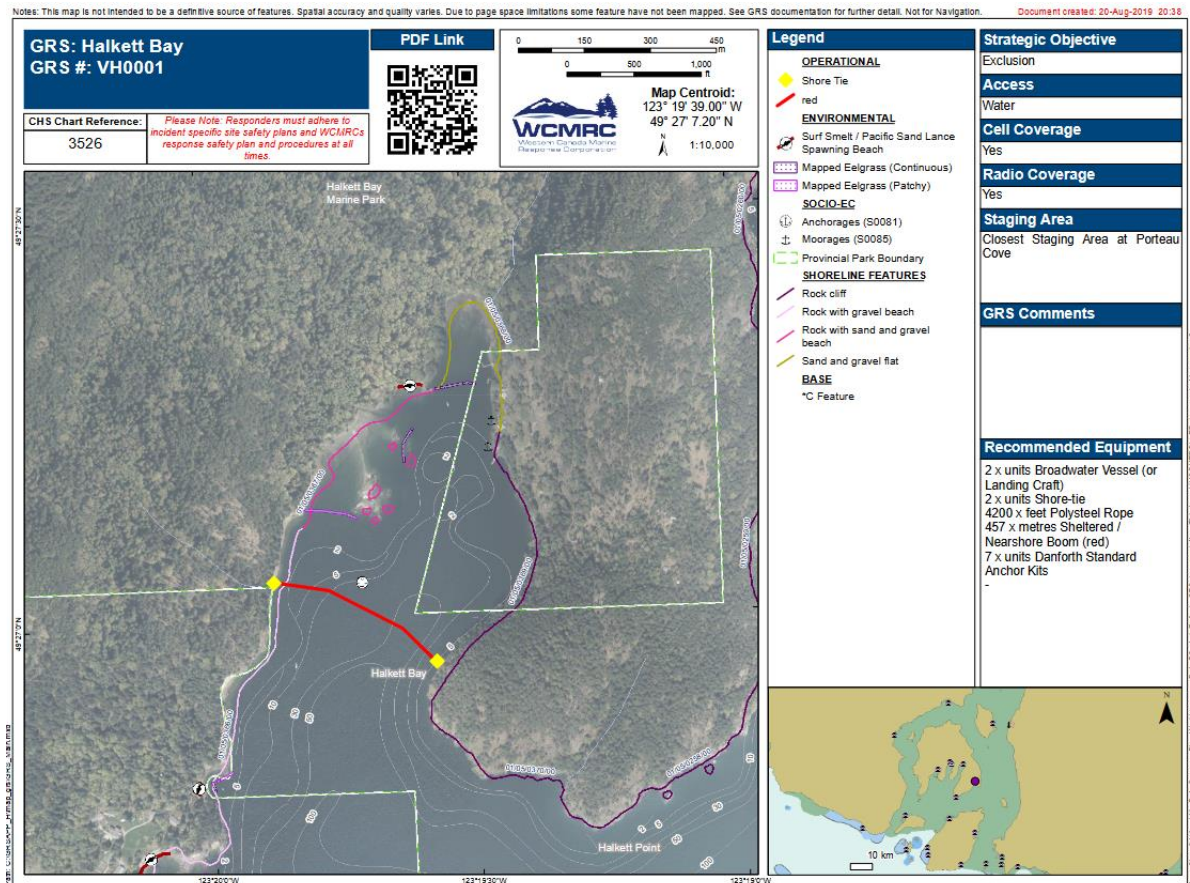 Notes: This map is not intended to be a definitive source of features. Spatial accuracy and quality varies. Due to page space limitations some feature have not been mapped. See GRS documentation for further detail. Not for Navigation.
Document created: 20-Aug-2019 20:38
GRS: Halkett Bay
GRS #: VH0001
CHS Chart Reference:
3526
Please Note: Responders must adhere to
incident specific site safety plans and WCMRCs
response safety plan and procedures at all
times.
PDF Link
0 150 300 450
m
0 500 1,000
ft
WCMRC
Western Canada Marine
Response Corporation
Map Centroid:
123° 19' 39.00" W
49° 27' 7.20" N
N
1:10,000
Legend
OPERATIONAL
Shore Tie
red
ENVIRONMENTAL
Surf Smelt / Pacific Sand Lance
Spawning Beach
Mapped Eelgrass (Continuous)
Mapped Eelgrass (Patchy)
SOCIO-EC
Anchorages (S0081)
Moorages (S0085)
Provincial Park Boundary
SHORELINE FEATURES
Rock cliff
Rock with gravel beach
Rock with sand and gravel
beach
Sand and gravel flat
BASE
*C Feature
Strategic Objective
Exclusion
Access
Water
Cell Coverage
Yes
Radio Coverage
Yes
Staging Area
Closest Staging Area at Porteau
Cove
GRS Comments
Recommended Equipment
2 x units Broadwater Vessel (or
Landing Craft)
2 x units Shore-tie
4200 x feet Polysteel Rope
457 x metres Sheltered /
Nearshore Boom (red)
7 x units Danforth Standard
Anchor Kits
-
Halkett Bay
Marine Park
49°27'30"N
49°27'0"N
Halkett Bay
01/05/0370/00
Halkett Point
100
123°20'0"W
123°19'30"W
123°19'0"W
N
10 km